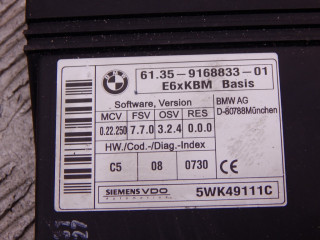 BMW
61.35-9168833-01
E6xKBM Basis
Software, Version
BMW AG
D-80788München
MCV FSV OSV RES
0.22.250 7.7.0 3.2.4 0.0.0
HW./Cod.-/Diag.-Index
C5 08 0730 CE
SIEMENS VDO
AUTOMOTIVE
5WK49111C